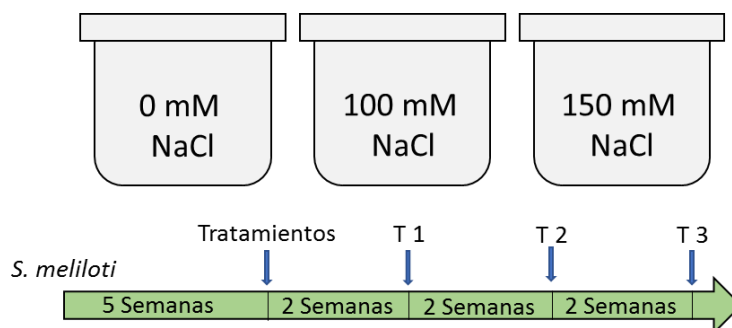 0 mM
NaCl
100 mM
NaCl
150 mM
NaCl
Tratamientos
T 1
T 2
T 3
S. meliloti
5 Semanas
2 Semanas
2 Semanas
2 Semanas